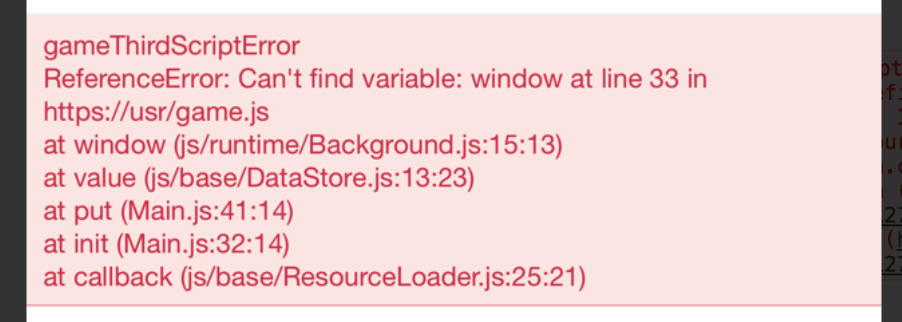 gameThirdScriptError
ReferenceError: Can't find variable: window at line 33 in
https://usr/game.js
at window (js/runtime/Background.js:15:13)
at value (js/base/DataStore.js:13:23)
at put (Main.js:41:14)
at init (Main.js:32:14)
at callback (js/base/ResourceLoader.js:25:21)